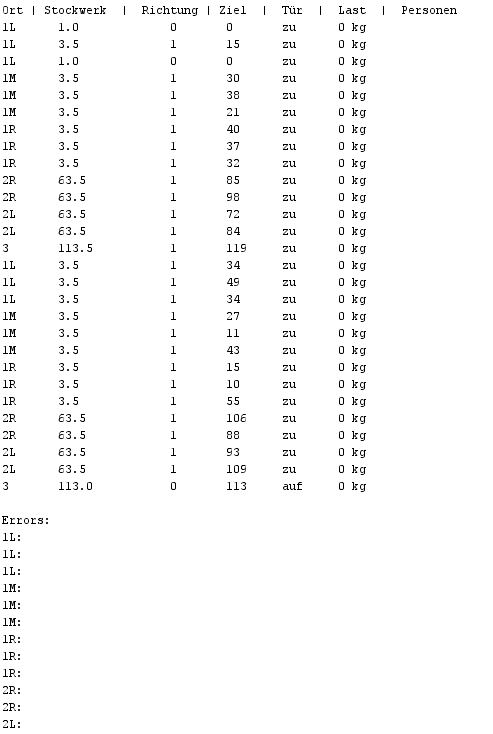 Ort | Stockwerk | Richtung | Ziel | Tür | Last | Personen
1L 1.0 0 0 zu 0 kg
1L 3.5 1 15 zu 0 kg
1L 1.0 0 0 zu 0 kg
1M 3.5 1 30 zu 0 kg
1M 3.5 1 38 zu 0 kg
1M 3.5 1 21 zu 0 kg
1R 3.5 1 40 zu 0 kg
1R 3.5 1 37 zu 0 kg
1R 3.5 1 32 zu 0 kg
2R 63.5 1 85 zu 0 kg
2R 63.5 1 98 zu 0 kg
2L 63.5 1 72 zu 0 kg
2L 63.5 1 84 zu 0 kg
3 113.5 1 119 zu 0 kg
1L 3.5 1 34 zu 0 kg
1L 3.5 1 49 zu 0 kg
1L 3.5 1 34 zu 0 kg
1M 3.5 1 27 zu 0 kg
1M 3.5 1 11 zu 0 kg
1M 3.5 1 43 zu 0 kg
1R 3.5 1 15 zu 0 kg
1R 3.5 1 10 zu 0 kg
1R 3.5 1 55 zu 0 kg
2R 63.5 1 106 zu 0 kg
2R 63.5 1 88 zu 0 kg
2L 63.5 1 93 zu 0 kg
2L 63.5 1 109 zu 0 kg
3 113.0 0 113 auf 0 kg
Errors:
1L:
1L:
1L:
1M:
1M:
1M:
1R:
1R:
1R:
2R:
2R:
2L: